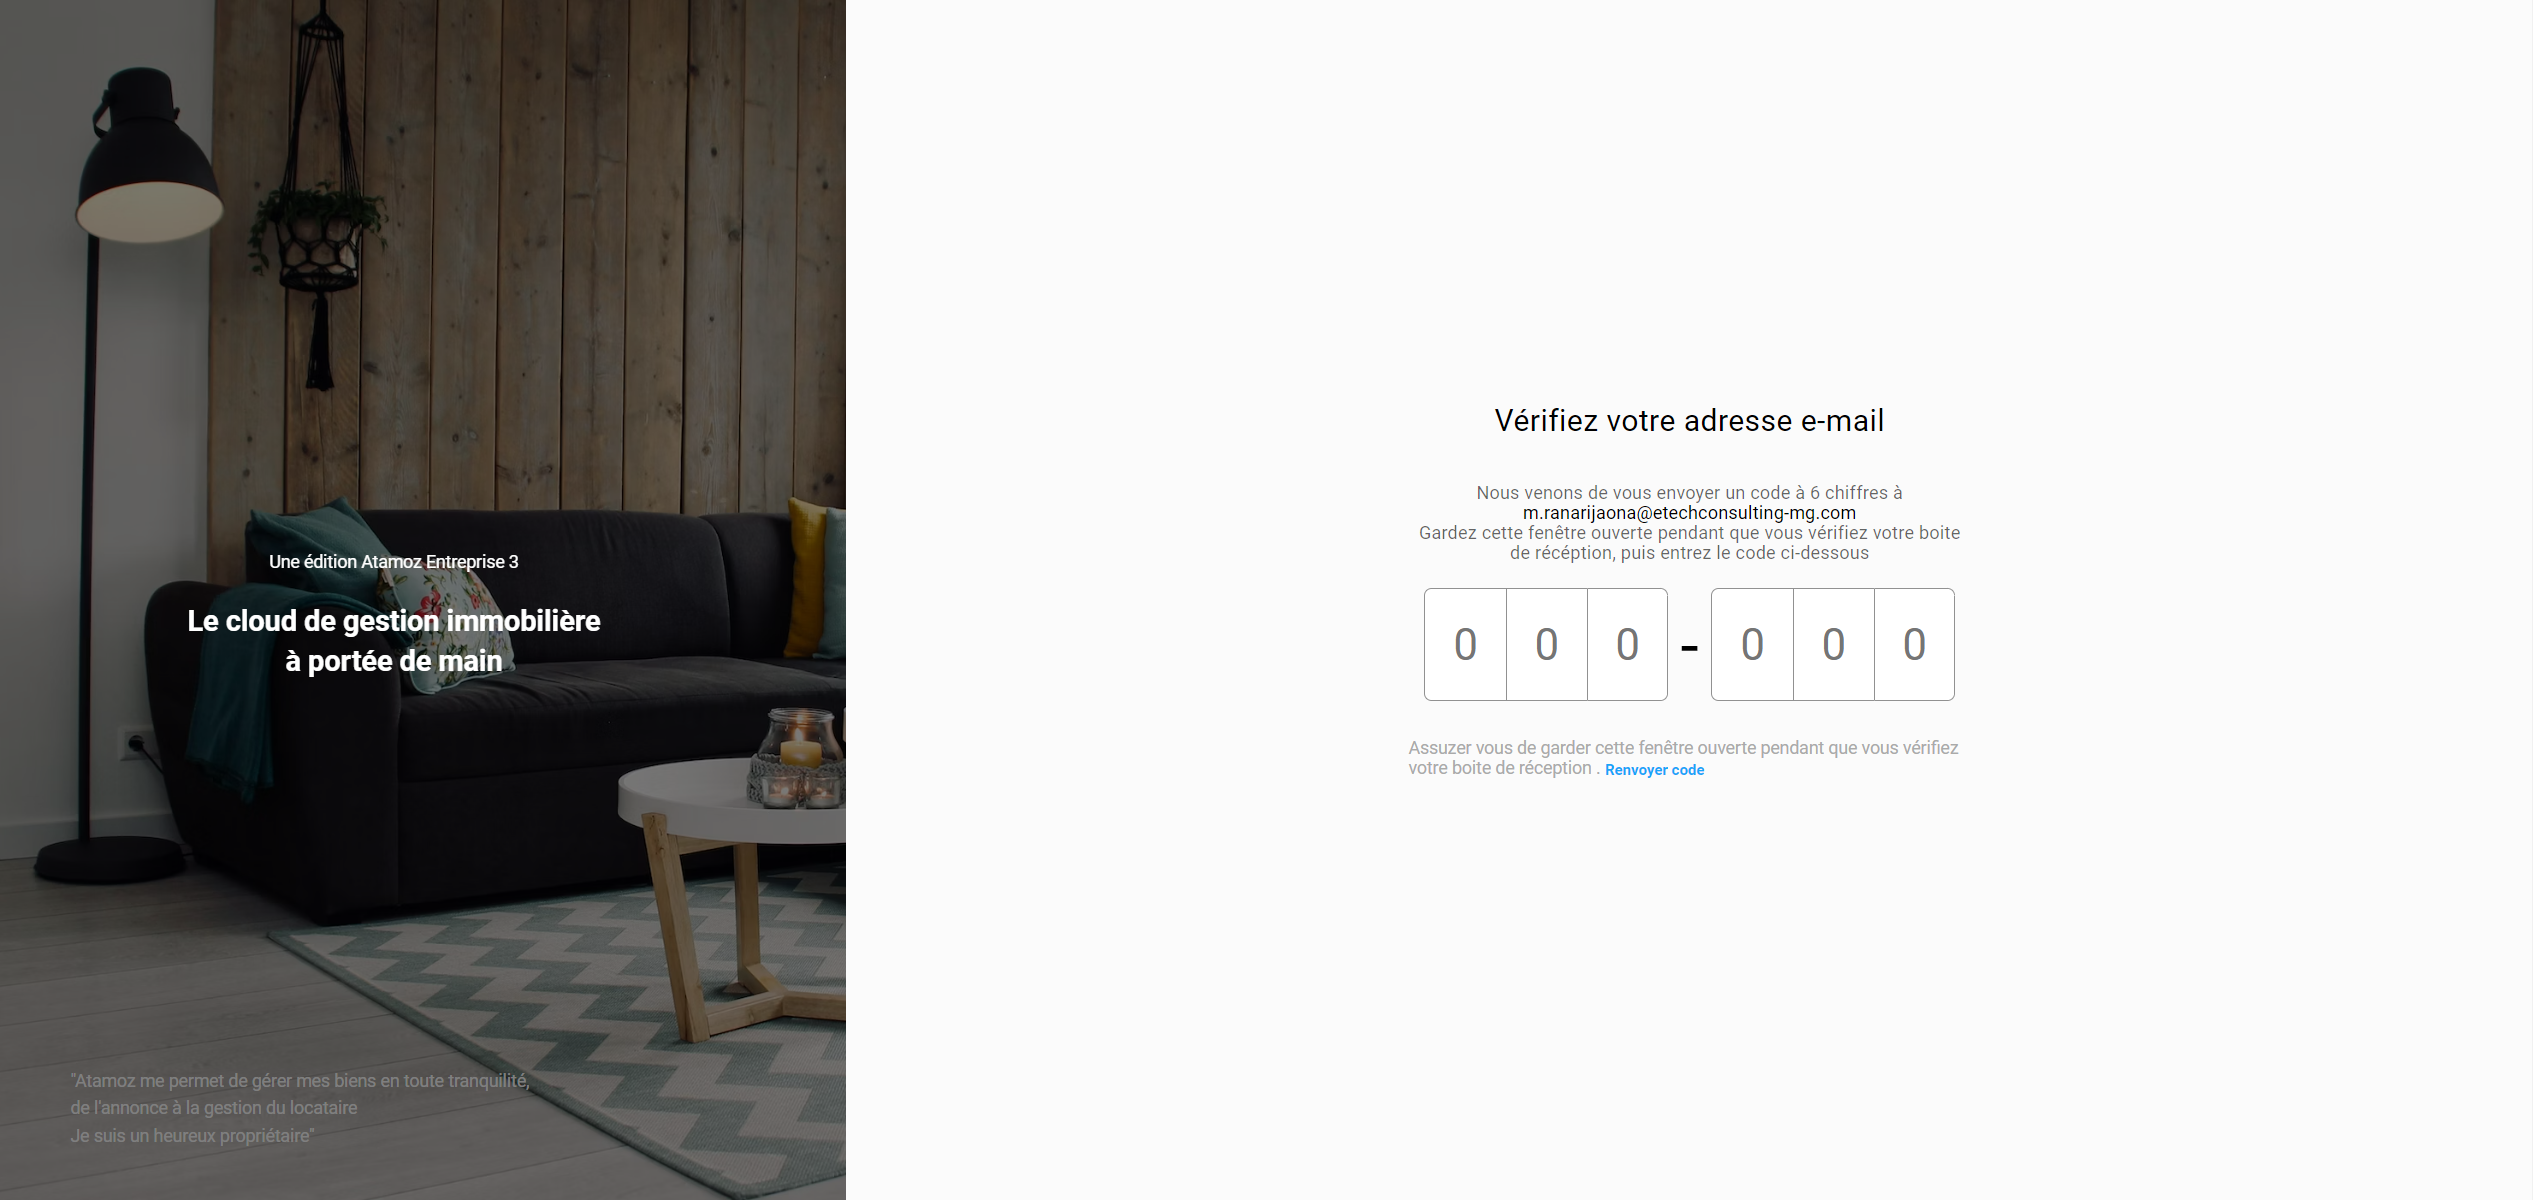 Une édition Atamoz Entreprise 3
Le cloud de gestion immobilière
à portée de main
"Atamoz me permet de gérer mes biens en toute tranquilité,
de l'annonce à la gestion du locataire
Je suis un heureux propriétaire"
Vérifiez votre adresse e-mail
Nous venons de vous envoyer un code à 6 chiffres à
m.ranarijaona@etechconsulting-mg.com
Gardez cette fenêtre ouverte pendant que vous vérifiez votre boite
de récéption, puis entrez le code ci-dessous
0 0 0 - 0 0 0
Assuzer vous de garder cette fenêtre ouverte pendant que vous vérifiez
votre boite de réception . Renvoyer code